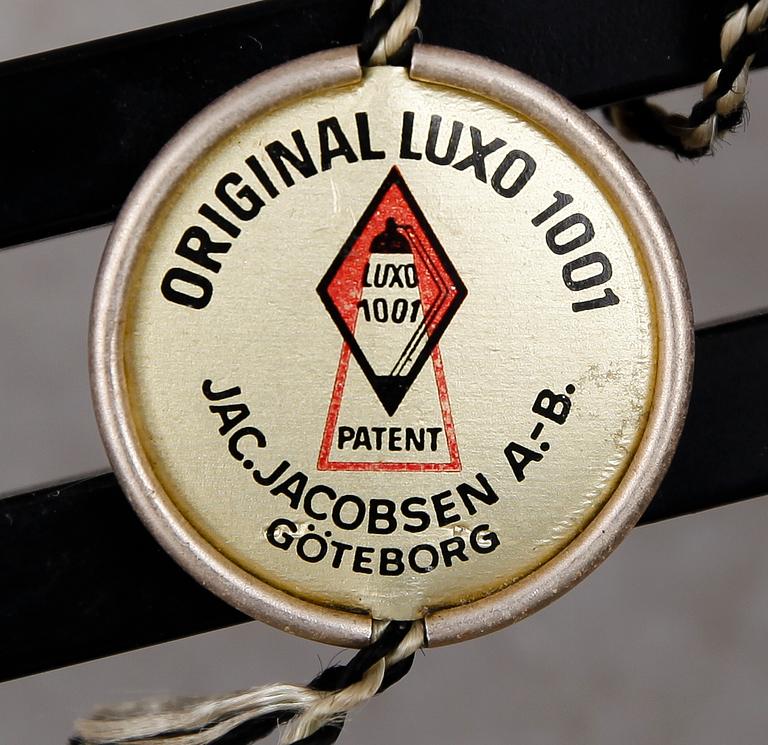 ORIGINAL LUXO 1001
LUXO
1001
PATENT
JAC. JACOBSEN A.-B.
GÖTEBORG